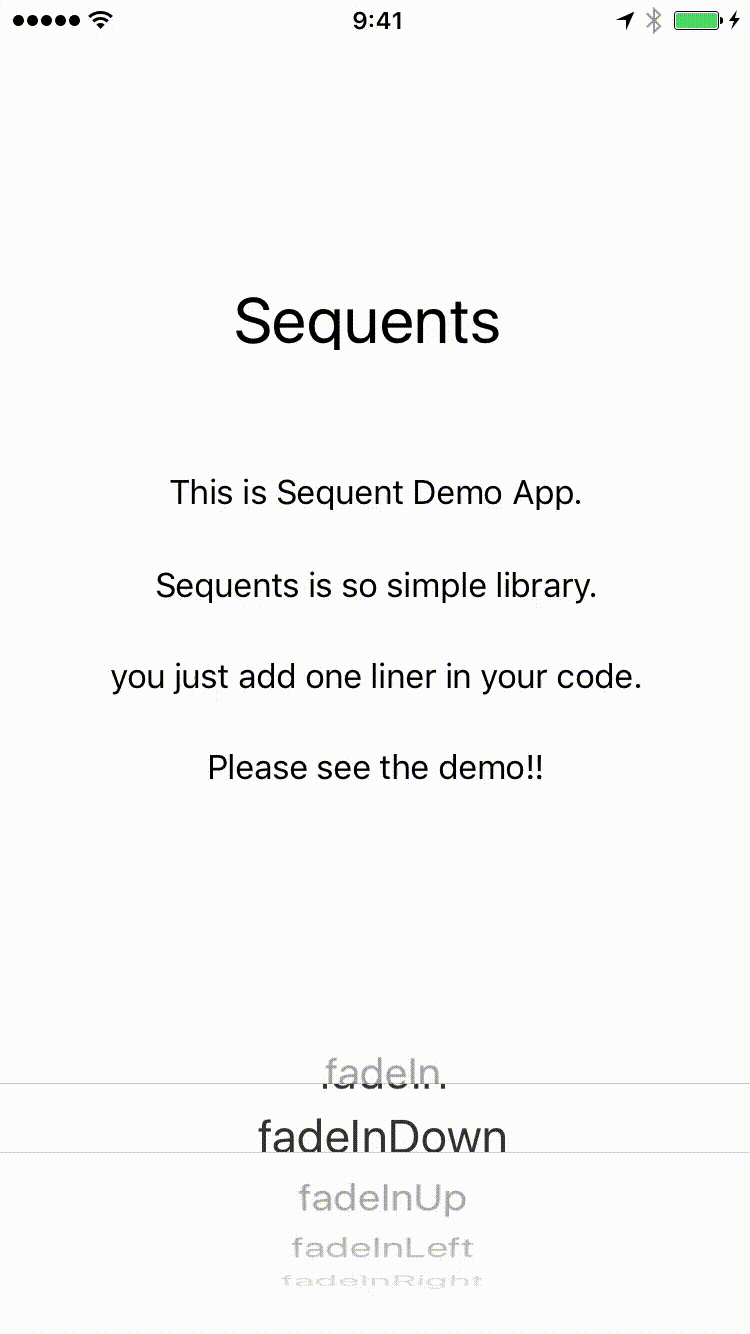 9:41
Sequents
This is Sequent Demo App.
Sequents is so simple library.
you just add one liner in your code.
Please see the demo!!
fadeIn
fadeInDown
fadeInUp
fadeInLeft
fadeInRight